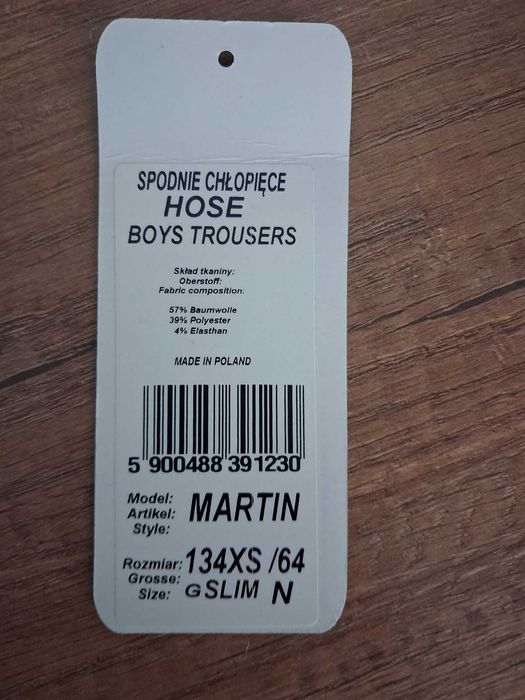 SPODNIE CHŁOPIĘCE
HOSE
BOYS TROUSERS
Skład tkaniny:
Oberstoff:
Fabric composition:
57% Baumwolle
39% Polyester
4% Elasthan
MADE IN POLAND
5 900488 391230
Model:
Artikel: MARTIN
Style:
Rozmiar: 134XS /64
Grosse:
Size: G SLIM N